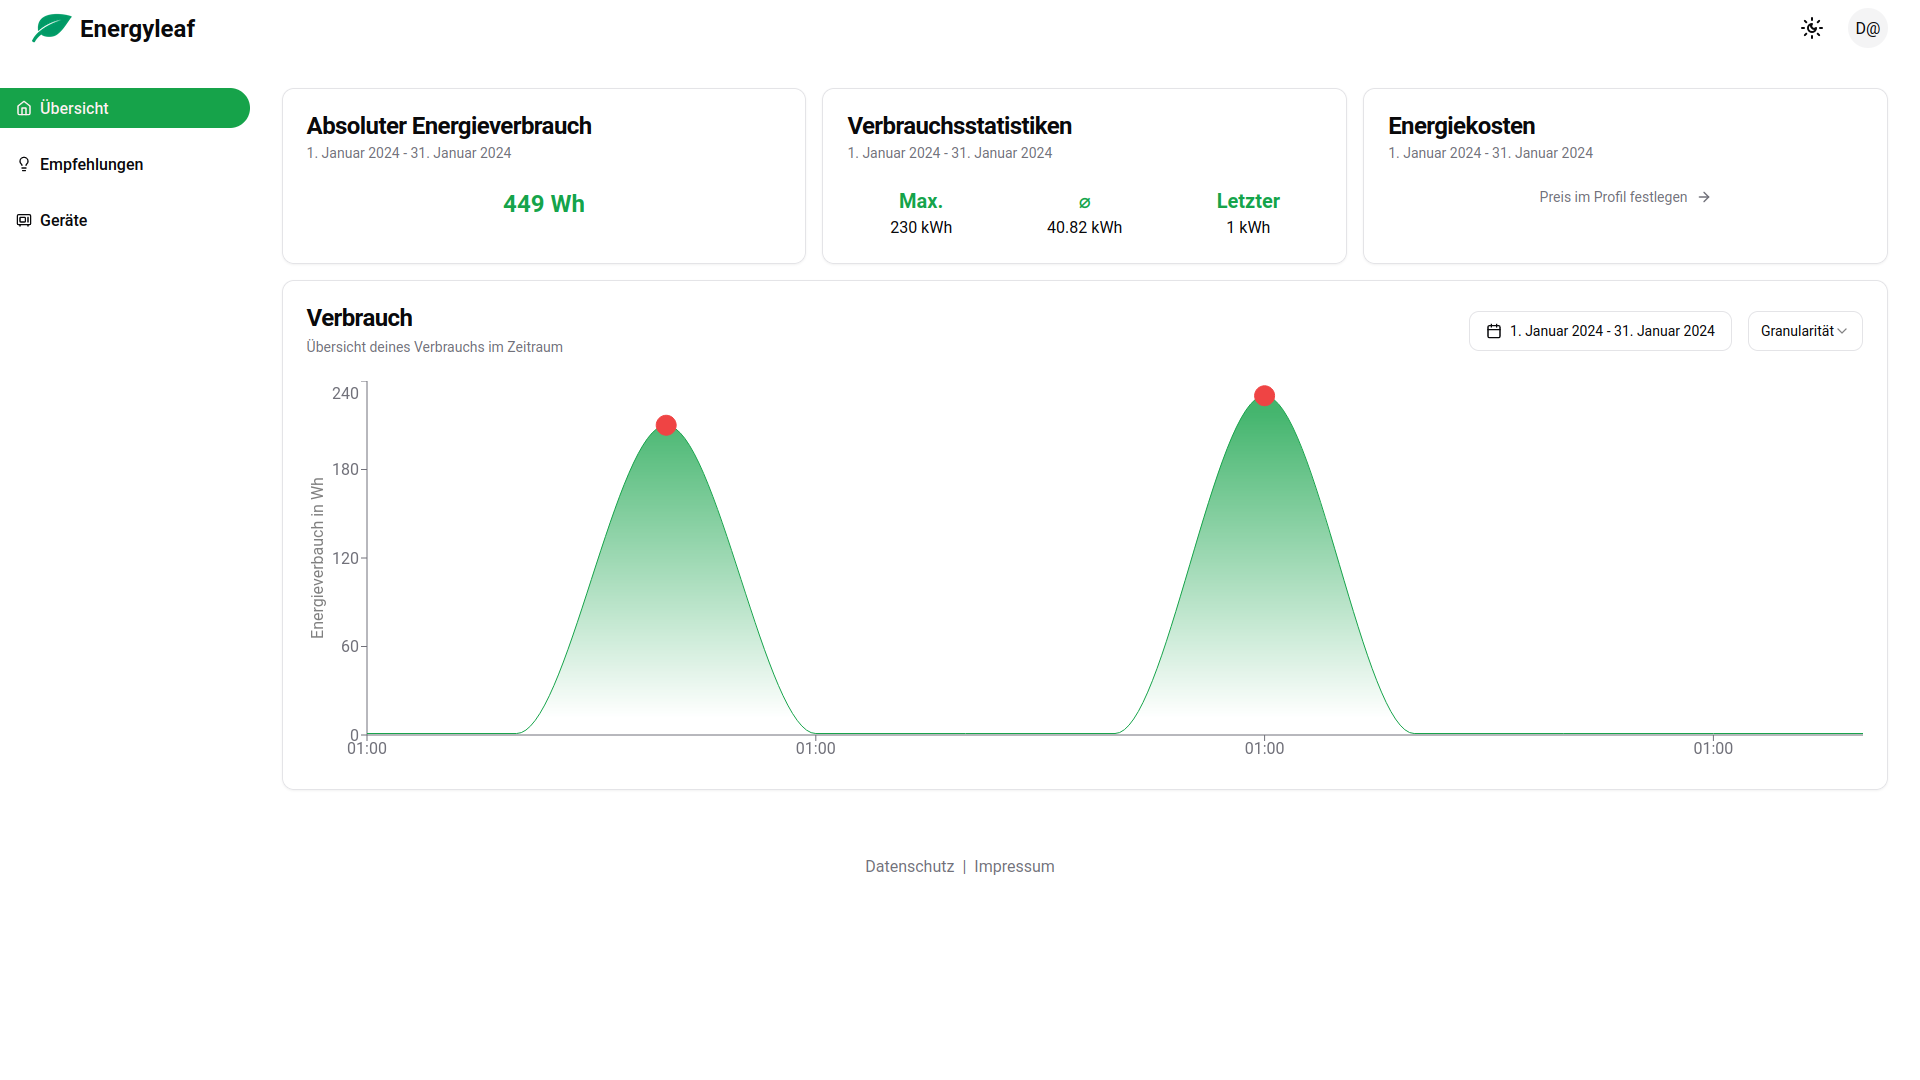 Energyleaf
D@
Übersicht
Empfehlungen
Geräte
Absoluter Energieverbrauch
1. Januar 2024 - 31. Januar 2024
449 Wh
Verbrauchsstatistiken
1. Januar 2024 - 31. Januar 2024
Max.
230 kWh
⌀
40.82 kWh
Letzter
1 kWh
Energiekosten
1. Januar 2024 - 31. Januar 2024
Preis im Profil festlegen
Verbrauch
Übersicht deines Verbrauchs im Zeitraum
1. Januar 2024 - 31. Januar 2024
Granularität
Energieverbauch in Wh
240
180
120
60
0
01:00 01:00 01:00 01:00
Datenschutz | Impressum